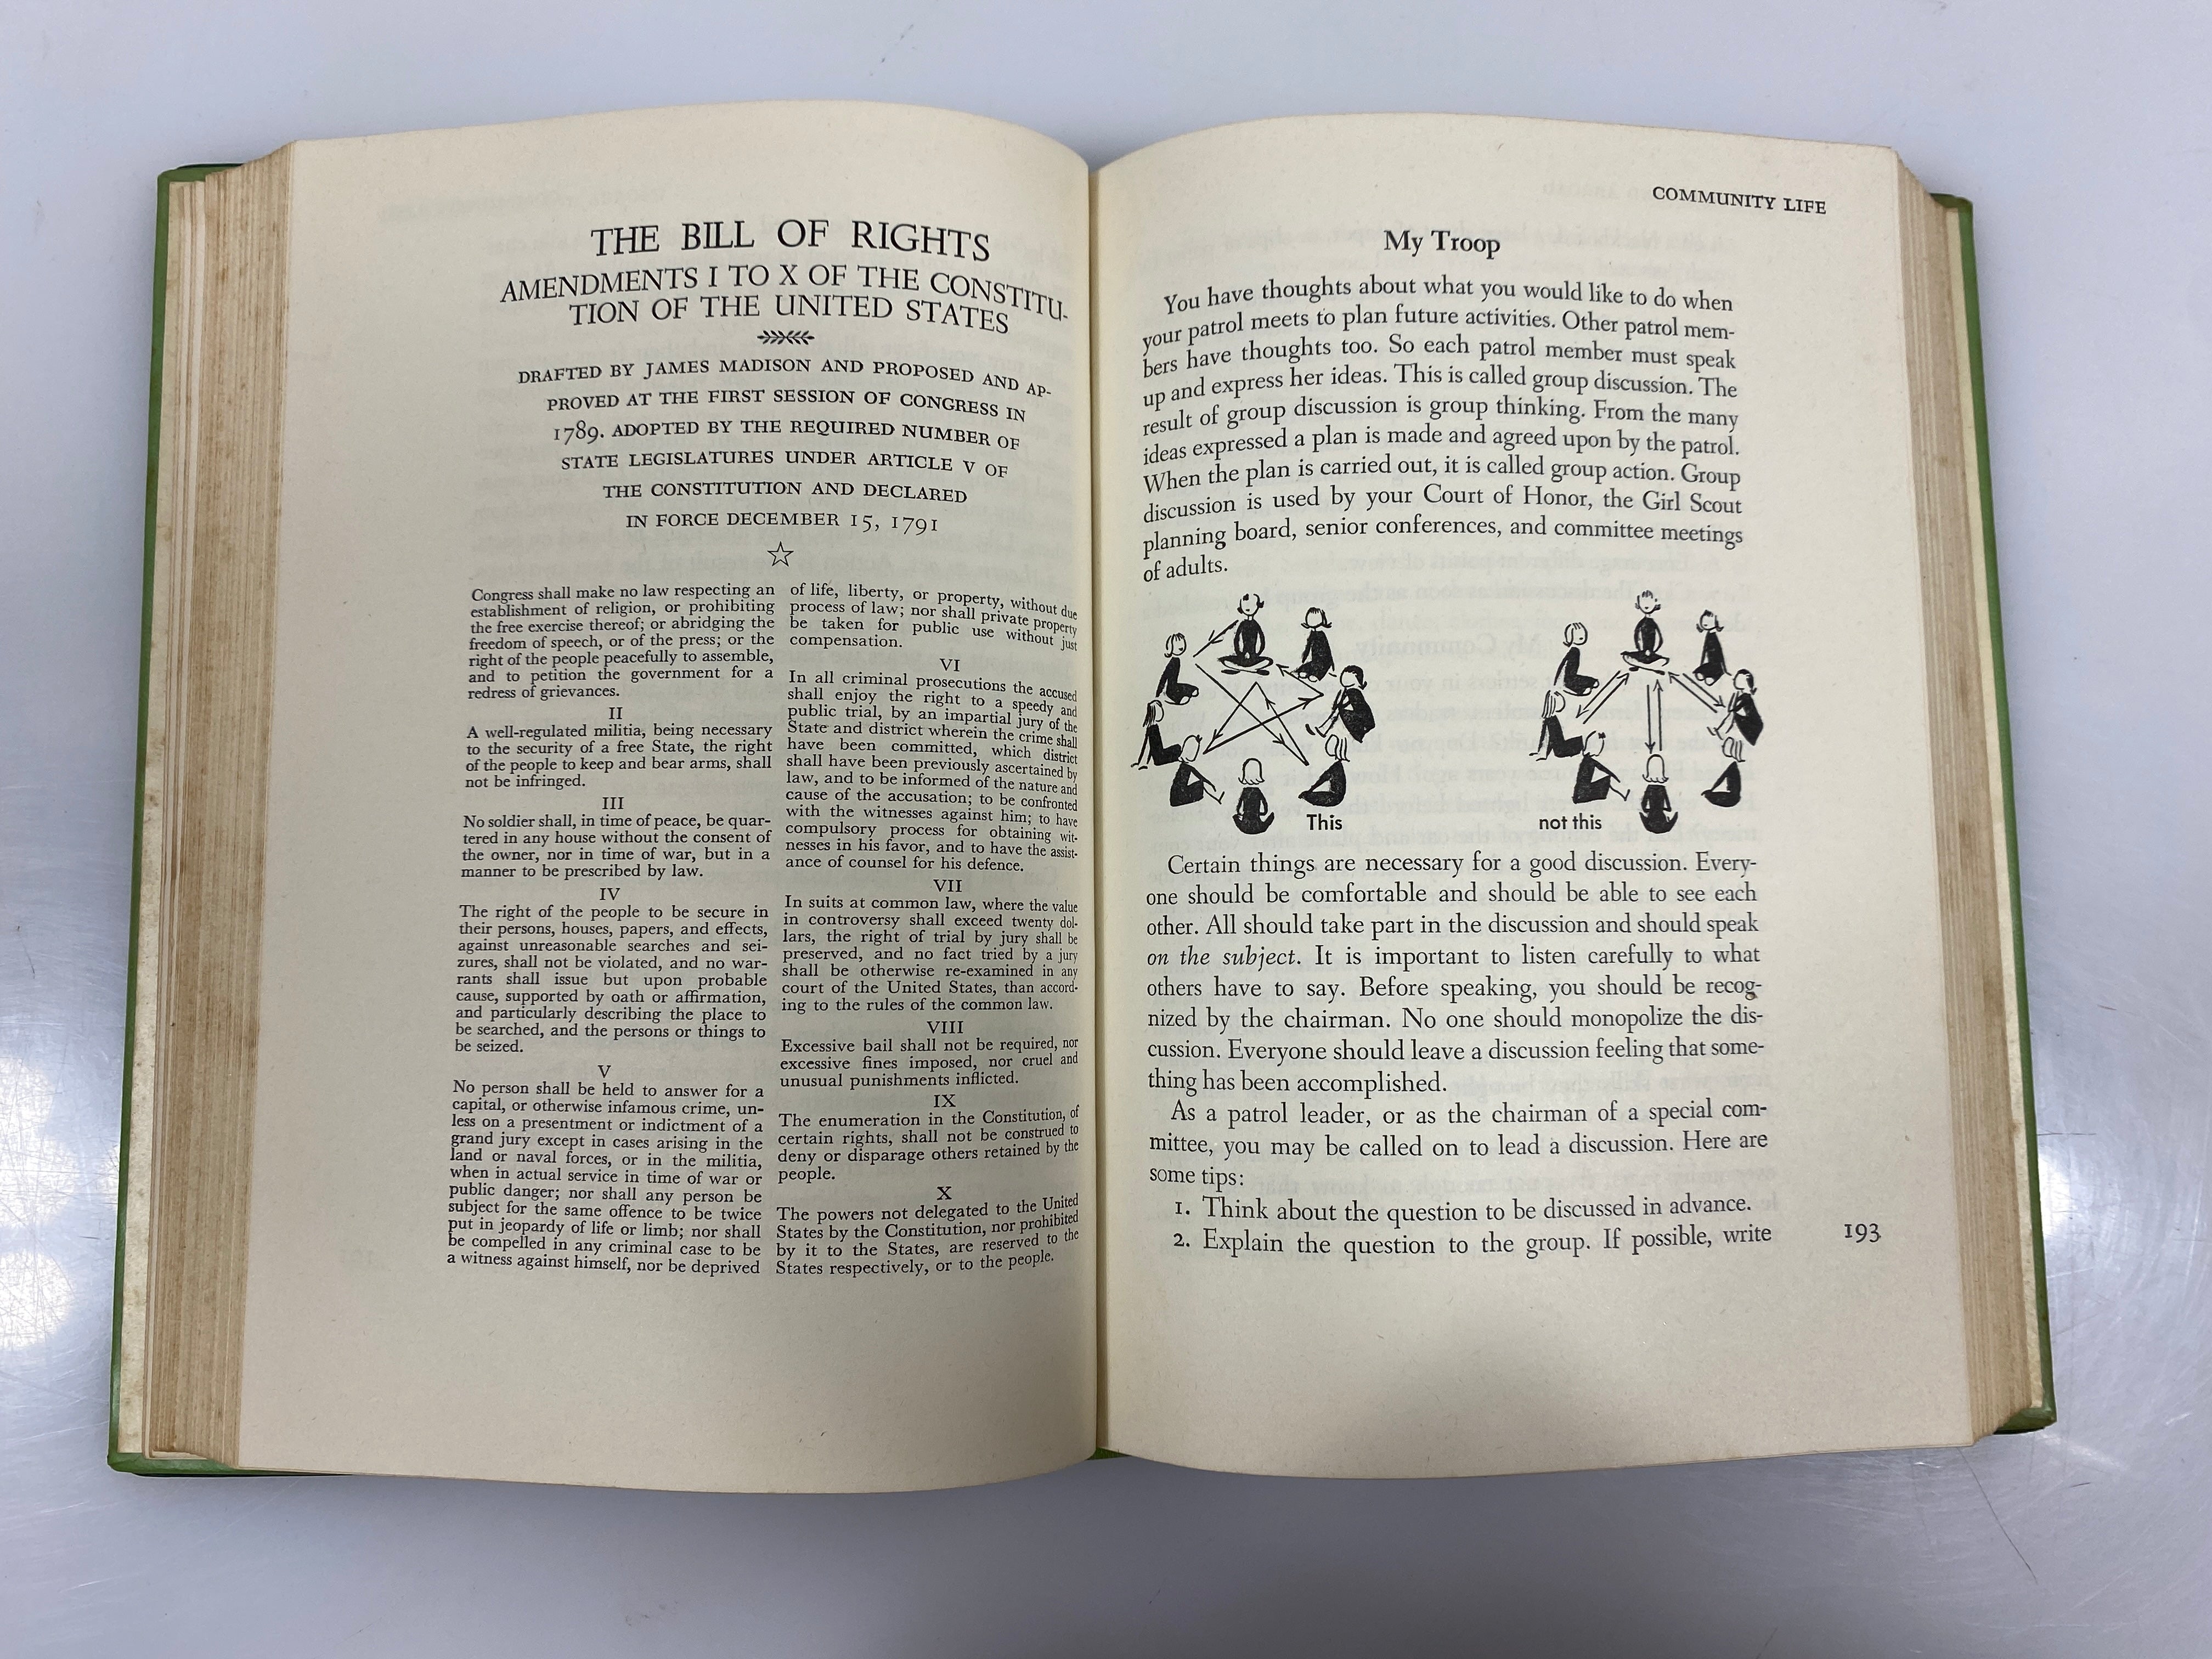 THE BILL OF RIGHTS
AMENDMENTS I TO X OF THE CONSTITU-
TION OF THE UNITED STATES
DRAFTED BY JAMES MADISON AND PROPOSED AND AP-
PROVED AT THE FIRST SESSION OF CONGRESS IN
1789. ADOPTED BY THE REQUIRED NUMBER OF
STATE LEGISLATURES UNDER ARTICLE V OF
THE CONSTITUTION AND DECLARED
IN FORCE DECEMBER 15, 1791
Congress shall make no law respecting an
establishment of religion, or prohibiting
the free exercise thereof; or abridging the
freedom of speech, or of the press; or the
right of the people peacefully to assemble,
and to petition the government for a
redress of grievances.
II
A well-regulated militia, being necessary
to the security of a free State, the right
of the people to keep and bear arms, shall
not be infringed.
III
No soldier shall, in time of peace, be quar-
tered in any house without the consent of
the owner, nor in time of war, but in a
manner to be prescribed by law.
IV
The right of the people to be secure in
their persons, houses, papers, and effects,
against unreasonable searches and sei-
zures, shall not be violated, and no war-
rants shall issue but upon probable
cause, supported by oath or affirmation,
and particularly describing the place to
be searched, and the persons or things to
be seized.
V
No person shall be held to answer for a
capital, or otherwise infamous crime, un-
less on a presentment or indictment of a
grand jury except in cases arising in the
land or naval forces, or in the militia,
when in actual service in time of war or
public danger; nor shall any person be
subject for the same offence to be twice
put in jeopardy of life or limb; nor shall
be compelled in any criminal case to be
a witness against himself, nor be deprived
of life, liberty, or property, without due
process of law; nor shall private property
be taken for public use without just
compensation.
VI
In all criminal prosecutions the accused
shall enjoy the right to a speedy and
public trial, by an impartial jury of the
State and district wherein the crime shall
have been committed, which district
shall have been previously ascertained by
law, and to be informed of the nature and
cause of the accusation; to be confronted
with the witnesses against him; to have
compulsory process for obtaining wit-
nesses in his favor, and to have the assist-
ance of counsel for his defence.
VII
In suits at common law, where the value
in controversy shall exceed twenty dol-
lars, the right of trial by jury shall be
preserved, and no fact tried by a jury
shall be otherwise re-examined in any
court of the United States, than accord-
ing to the rules of the common law.
VIII
Excessive bail shall not be required, nor
excessive fines imposed, nor cruel and
unusual punishments inflicted.
IX
The enumeration in the Constitution, of
certain rights, shall not be construed to
deny or disparage others retained by the
people.
X
The powers not delegated to the United
States by the Constitution, nor prohibited
by it to the States, are reserved to the
States respectively, or to the people.
COMMUNITY LIFE
My Troop
You have thoughts about what you would like to do when
your patrol meets to plan future activities. Other patrol mem-
bers have thoughts too. So each patrol member must speak
up and express her ideas. This is called group discussion. The
result of group discussion is group thinking. From the many
ideas expressed a plan is made and agreed upon by the patrol.
When the plan is carried out, it is called group action. Group
discussion is used by your Court of Honor, the Girl Scout
planning board, senior conferences, and committee meetings
of adults.
This
not this
Certain things are necessary for a good discussion. Every-
one should be comfortable and should be able to see each
other. All should take part in the discussion and should speak
on the subject. It is important to listen carefully to what
others have to say. Before speaking, you should be recog-
nized by the chairman. No one should monopolize the dis-
cussion. Everyone should leave a discussion feeling that some-
thing has been accomplished.
As a patrol leader, or as the chairman of a special com-
mittee, you may be called on to lead a discussion. Here are
some tips:
1. Think about the question to be discussed in advance.
2. Explain the question to the group. If possible, write
193